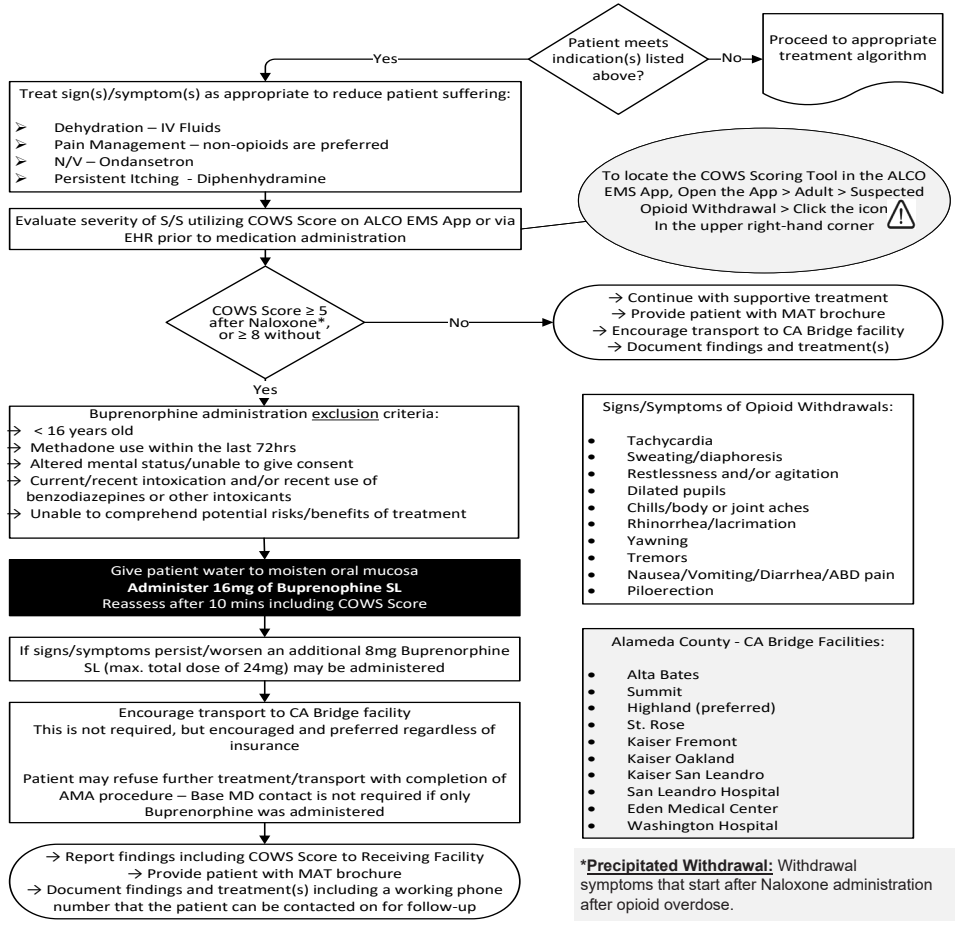 Patient meets
indication(s) listed
above?
Yes
No
Proceed to appropriate
treatment algorithm
Treat sign(s)/symptom(s) as appropriate to reduce patient suffering:
➢ Dehydration – IV Fluids
➢ Pain Management – non-opioids are preferred
➢ N/V – Ondansetron
➢ Persistent Itching - Diphenhydramine
To locate the COWS Scoring Tool in the ALCO
EMS App, Open the App > Adult > Suspected
Opioid Withdrawal > Click the icon
In the upper right-hand corner
Evaluate severity of S/S utilizing COWS Score on ALCO EMS App or via
EHR prior to medication administration
COWS Score ≥ 5
after Naloxone*,
or ≥ 8 without
No
→ Continue with supportive treatment
→ Provide patient with MAT brochure
→ Encourage transport to CA Bridge facility
→ Document findings and treatment(s)
Yes
Buprenorphine administration exclusion criteria:
→ < 16 years old
→ Methadone use within the last 72hrs
→ Altered mental status/unable to give consent
→ Current/recent intoxication and/or recent use of
benzodiazepines or other intoxicants
→ Unable to comprehend potential risks/benefits of treatment
Give patient water to moisten oral mucosa
Administer 16mg of Buprenophine SL
Reassess after 10 mins including COWS Score
If signs/symptoms persist/worsen an additional 8mg Buprenorphine
SL (max. total dose of 24mg) may be administered
Encourage transport to CA Bridge facility
This is not required, but encouraged and preferred regardless of
insurance
Patient may refuse further treatment/transport with completion of
AMA procedure – Base MD contact is not required if only
Buprenorphine was administered
→ Report findings including COWS Score to Receiving Facility
→ Provide patient with MAT brochure
→ Document findings and treatment(s) including a working phone
number that the patient can be contacted on for follow-up
Signs/Symptoms of Opioid Withdrawals:
• Tachycardia
• Sweating/diaphoresis
• Restlessness and/or agitation
• Dilated pupils
• Chills/body or joint aches
• Rhinorrhea/lacrimation
• Yawning
• Tremors
• Nausea/Vomiting/Diarrhea/ABD pain
• Piloerection
Alameda County - CA Bridge Facilities:
• Alta Bates
• Summit
• Highland (preferred)
• St. Rose
• Kaiser Fremont
• Kaiser Oakland
• Kaiser San Leandro
• San Leandro Hospital
• Eden Medical Center
• Washington Hospital
*Precipitated Withdrawal: Withdrawal
symptoms that start after Naloxone administration
after opioid overdose.